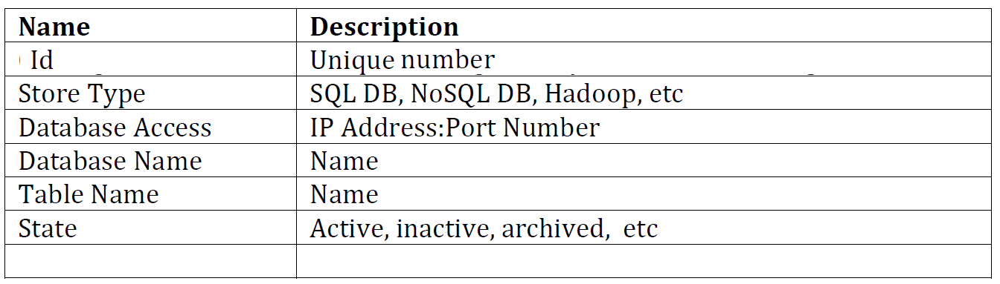 Name Description
Id Unique number
Store Type SQL DB, NoSQL DB, Hadoop, etc
Database Access IP Address:Port Number
Database Name Name
Table Name Name
State Active, inactive, archived, etc